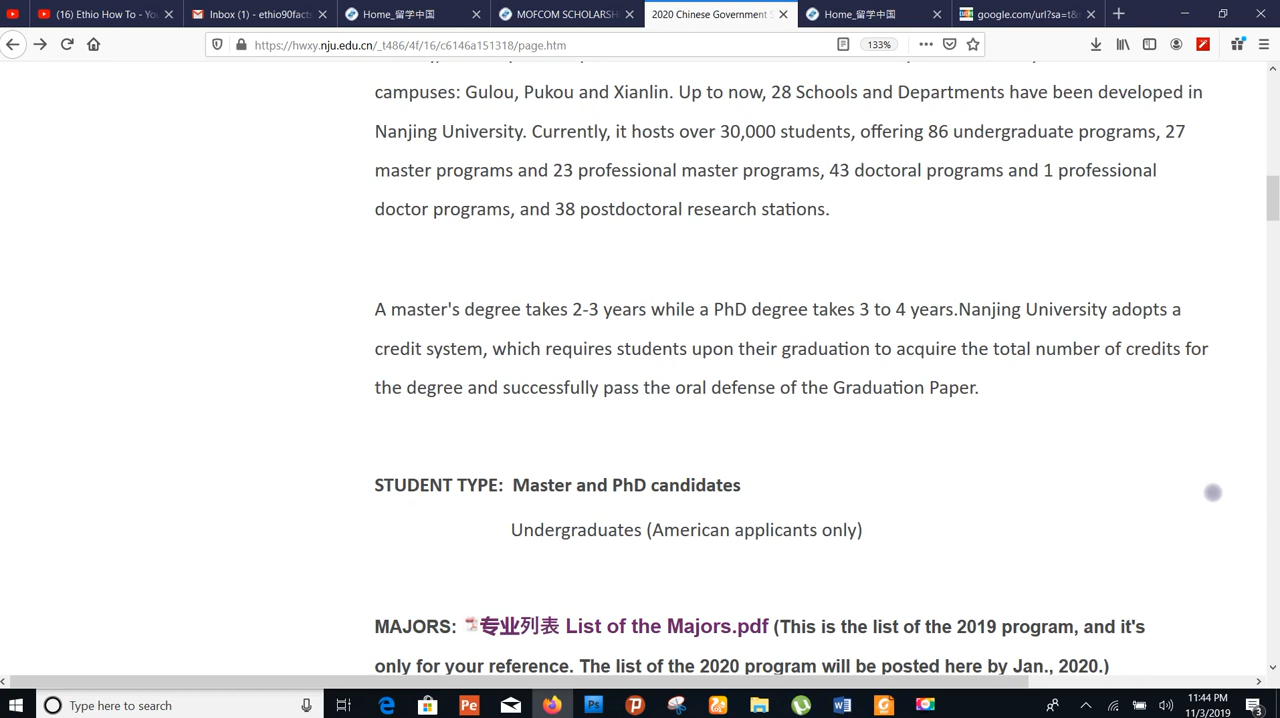 (16) Ethio How To - Yo
Inbox (1) - ethio90facts
Home_留学中国
MOFCOM SCHOLARSH
2020 Chinese Government S
Home_留学中国
google.com/url?sa=t&
https://hwxy.nju.edu.cn/_t486/4f/16/c6146a151318/page.htm
133%
campuses: Gulou, Pukou and Xianlin. Up to now, 28 Schools and Departments have been developed in
Nanjing University. Currently, it hosts over 30,000 students, offering 86 undergraduate programs, 27
master programs and 23 professional master programs, 43 doctoral programs and 1 professional
doctor programs, and 38 postdoctoral research stations.
A master's degree takes 2-3 years while a PhD degree takes 3 to 4 years.Nanjing University adopts a
credit system, which requires students upon their graduation to acquire the total number of credits for
the degree and successfully pass the oral defense of the Graduation Paper.
STUDENT TYPE: Master and PhD candidates
Undergraduates (American applicants only)
MAJORS: 专业列表 List of the Majors.pdf (This is the list of the 2019 program, and it's
only for your reference. The list of the 2020 program will be posted here by Jan., 2020.)
Type here to search
Pe
Ps
11:44 PM
11/3/2019
3